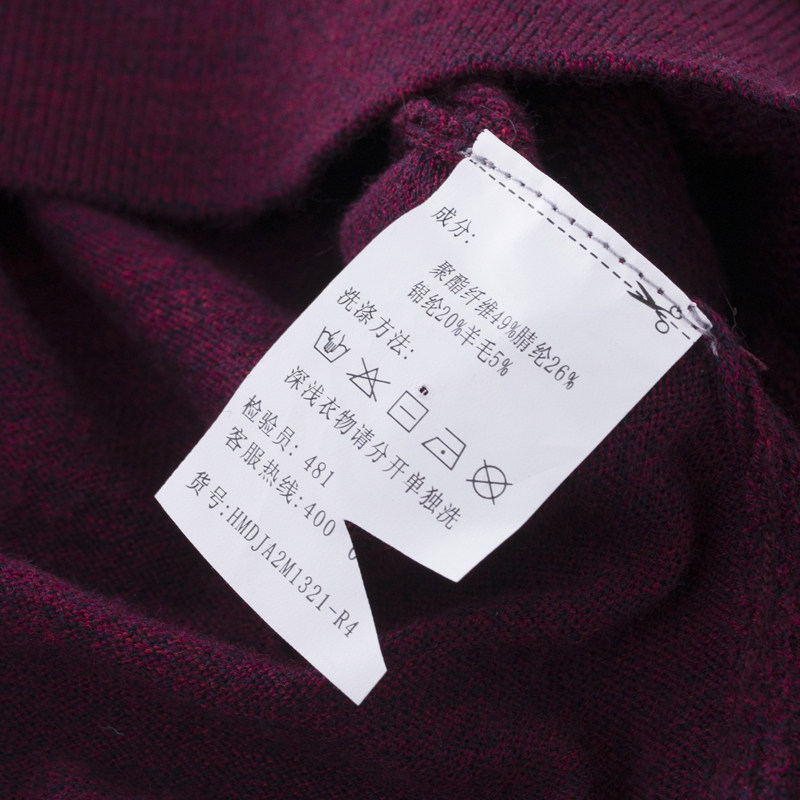 成分:
聚酯纤维49%腈纶26%
锦纶20%羊毛5%
洗涤方法:
深浅衣物请分开单独洗
检验员: 481
客服热线: 400
货号: HMDJA2M1321-R4